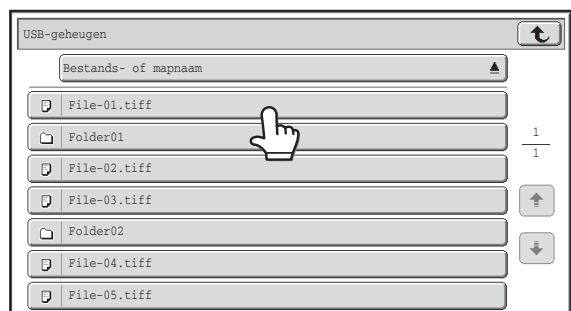 USB-geheugen
Bestands- of mapnaam
File-01.tiff
Folder01
1
1
File-02.tiff
File-03.tiff
Folder02
File-04.tiff
File-05.tiff